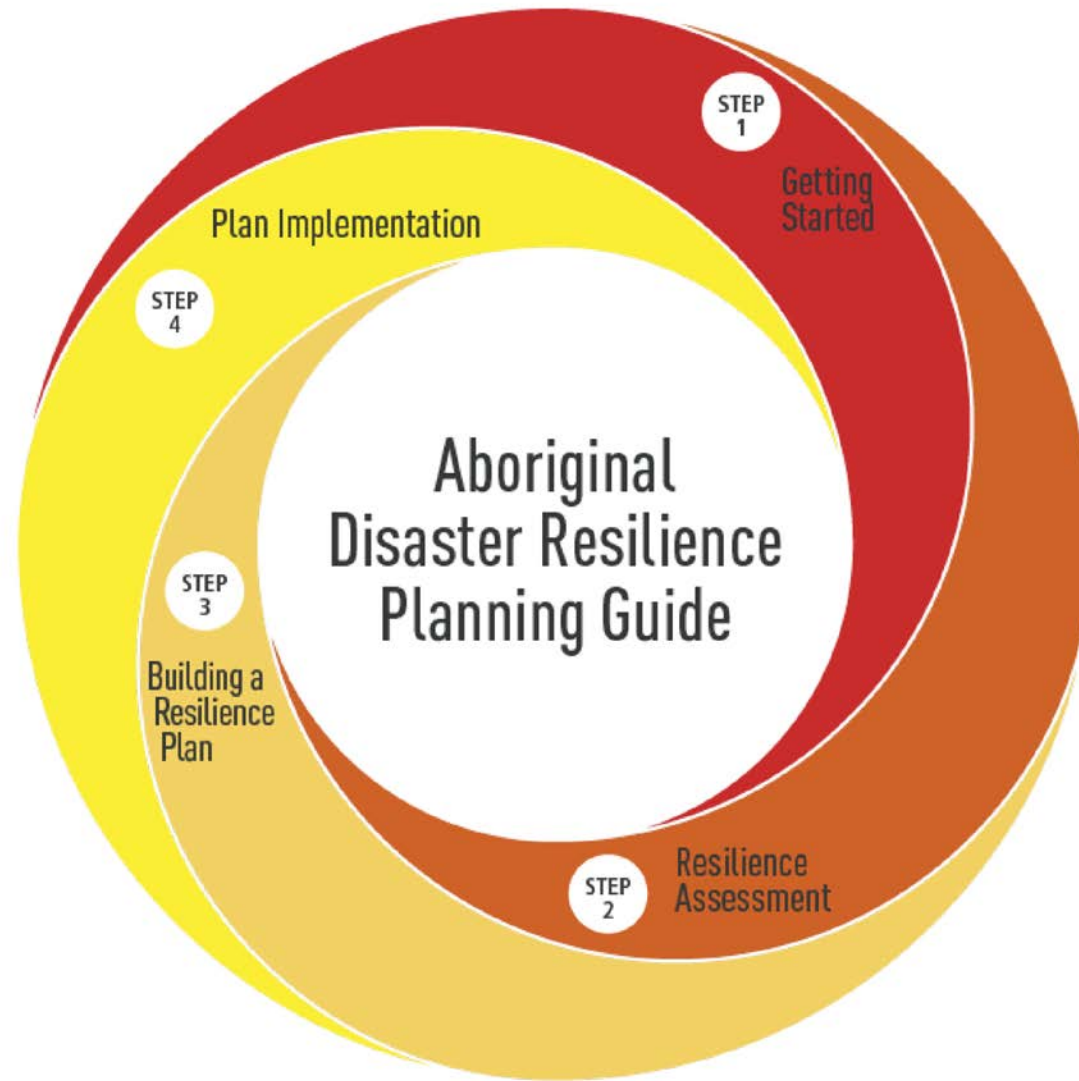 STEP
1
Getting
Started
Plan Implementation
STEP
4
Aboriginal
Disaster Resilience
Planning Guide
STEP
3
Building a
Resilience
Plan
STEP
2
Resilience
Assessment